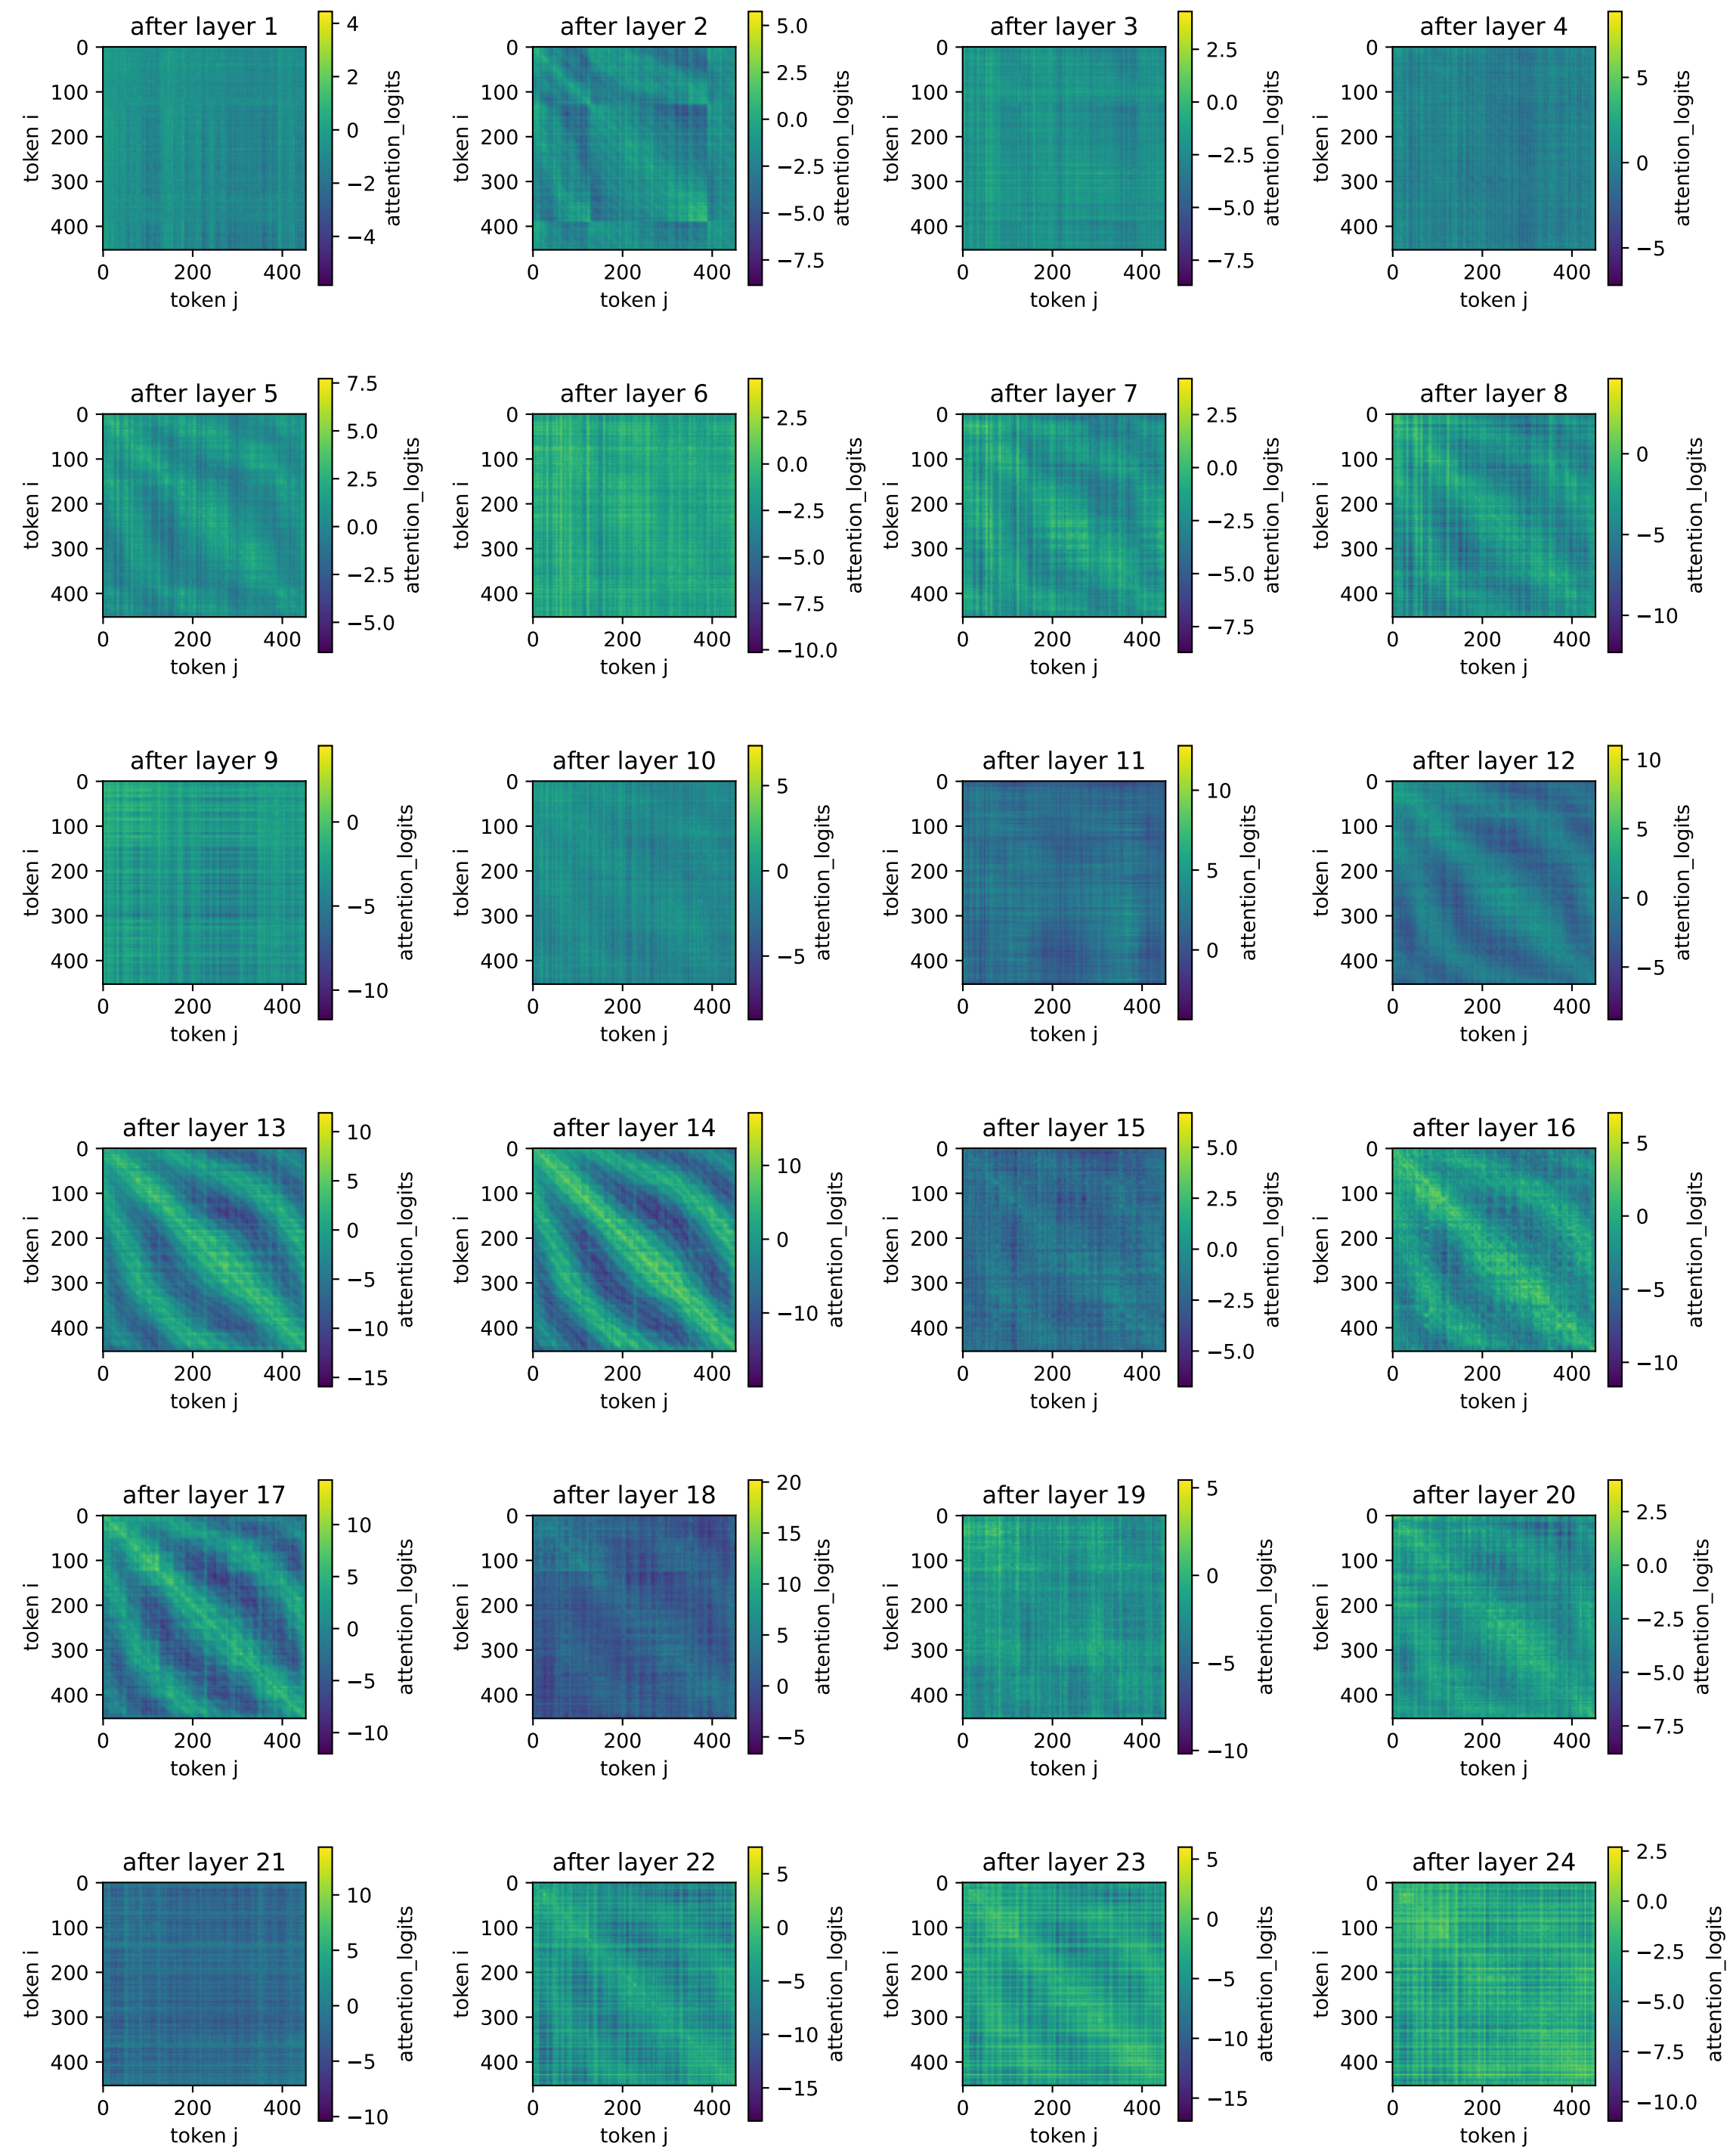 after layer 1
token i
0
100
200
300
400
0 200 400
token j
4
2
0
−2
−4
attention_logits
after layer 2
token i
0
100
200
300
400
0 200 400
token j
5.0
2.5
0.0
−2.5
−5.0
−7.5
attention_logits
after layer 3
token i
0
100
200
300
400
0 200 400
token j
2.5
0.0
−2.5
−5.0
−7.5
attention_logits
after layer 4
token i
0
100
200
300
400
0 200 400
token j
5
0
−5
attention_logits
after layer 5
token i
0
100
200
300
400
0 200 400
token j
7.5
5.0
2.5
0.0
−2.5
−5.0
attention_logits
after layer 6
token i
0
100
200
300
400
0 200 400
token j
2.5
0.0
−2.5
−5.0
−7.5
−10.0
attention_logits
after layer 7
token i
0
100
200
300
400
0 200 400
token j
2.5
0.0
−2.5
−5.0
−7.5
attention_logits
after layer 8
token i
0
100
200
300
400
0 200 400
token j
0
−5
−10
attention_logits
after layer 9
token i
0
100
200
300
400
0 200 400
token j
0
−5
−10
attention_logits
after layer 10
token i
0
100
200
300
400
0 200 400
token j
5
0
−5
attention_logits
after layer 11
token i
0
100
200
300
400
0 200 400
token j
10
5
0
attention_logits
after layer 12
token i
0
100
200
300
400
0 200 400
token j
10
5
0
−5
attention_logits
after layer 13
token i
0
100
200
300
400
0 200 400
token j
10
5
0
−5
−10
−15
attention_logits
after layer 14
token i
0
100
200
300
400
0 200 400
token j
10
0
−10
attention_logits
after layer 15
token i
0
100
200
300
400
0 200 400
token j
5.0
2.5
0.0
−2.5
−5.0
attention_logits
after layer 16
token i
0
100
200
300
400
0 200 400
token j
5
0
−5
−10
attention_logits
after layer 17
token i
0
100
200
300
400
0 200 400
token j
10
5
0
−5
−10
attention_logits
after layer 18
token i
0
100
200
300
400
0 200 400
token j
20
15
10
5
0
−5
attention_logits
after layer 19
token i
0
100
200
300
400
0 200 400
token j
5
0
−5
−10
attention_logits
after layer 20
token i
0
100
200
300
400
0 200 400
token j
2.5
0.0
−2.5
−5.0
−7.5
attention_logits
after layer 21
token i
0
100
200
300
400
0 200 400
token j
10
5
0
−5
−10
attention_logits
after layer 22
token i
0
100
200
300
400
0 200 400
token j
5
0
−5
−10
−15
attention_logits
after layer 23
token i
0
100
200
300
400
0 200 400
token j
5
0
−5
−10
−15
attention_logits
after layer 24
token i
0
100
200
300
400
0 200 400
token j
2.5
0.0
−2.5
−5.0
−7.5
−10.0
attention_logits